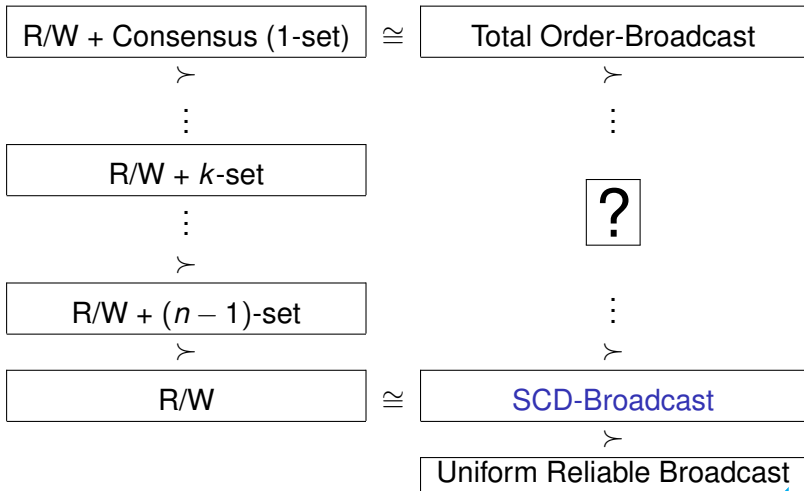 R/W + Consensus (1-set) ≅ Total Order-Broadcast
≻ ≻
⋮ ⋮
R/W + k-set
?
⋮
≻
R/W + (n − 1)-set ⋮
≻ ≻
R/W ≅ SCD-Broadcast
≻
Uniform Reliable Broadcast